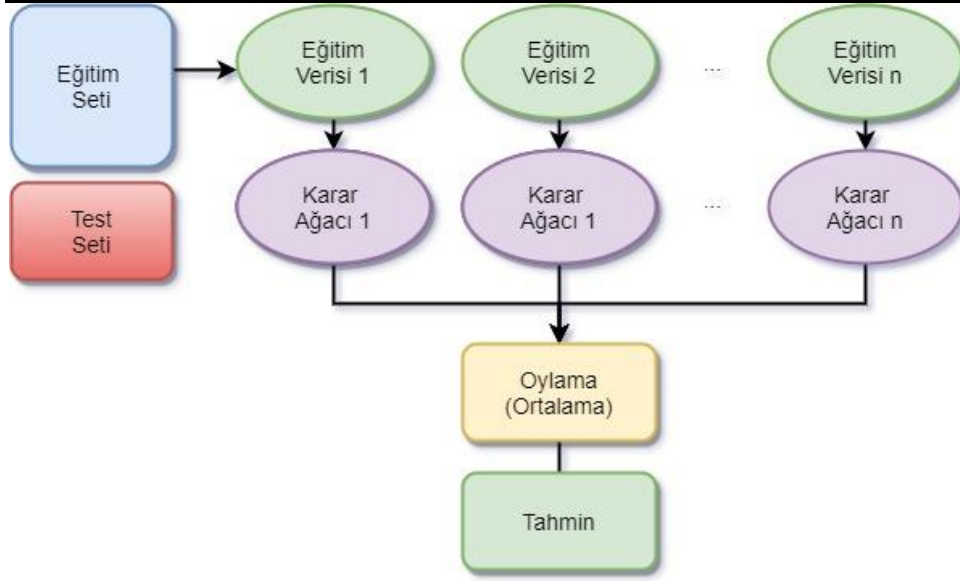 Eğitim
Seti
Eğitim
Verisi 1
Eğitim
Verisi 2
...
Eğitim
Verisi n
Test
Seti
Karar
Ağacı 1
Karar
Ağacı 1
...
Karar
Ağacı n
Oylama
(Ortalama)
Tahmin